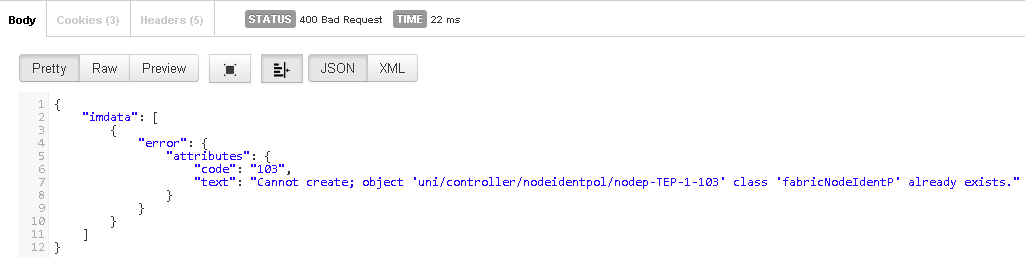 Body Cookies (3) Headers (5) STATUS 400 Bad Request TIME 22 ms
Pretty Raw Preview JSON XML
1 {
2 "imdata": [
3 {
4 "error": {
5 "attributes": {
6 "code": "103",
7 "text": "Cannot create; object 'uni/controller/nodeidentpol/nodep-TEP-1-103' class 'fabricNodeIdentP' already exists."
8 }
9 }
10 }
11 ]
12 }